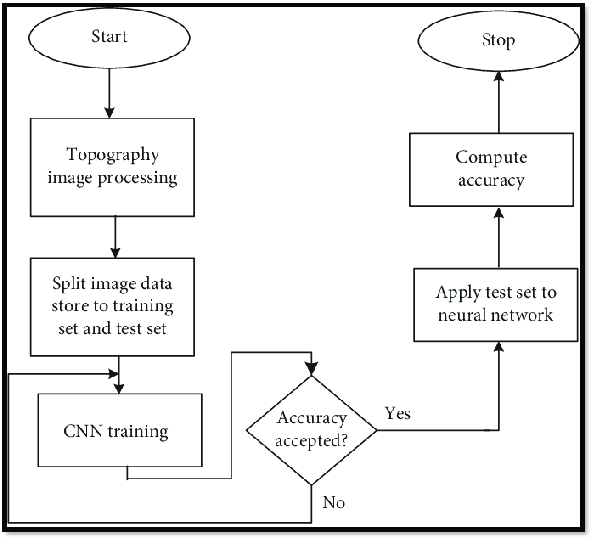 Start
Topography
image processing
Split image data
store to training
set and test set
CNN training
Accuracy
accepted?
Yes
No
Apply test set to
neural network
Compute
accuracy
Stop